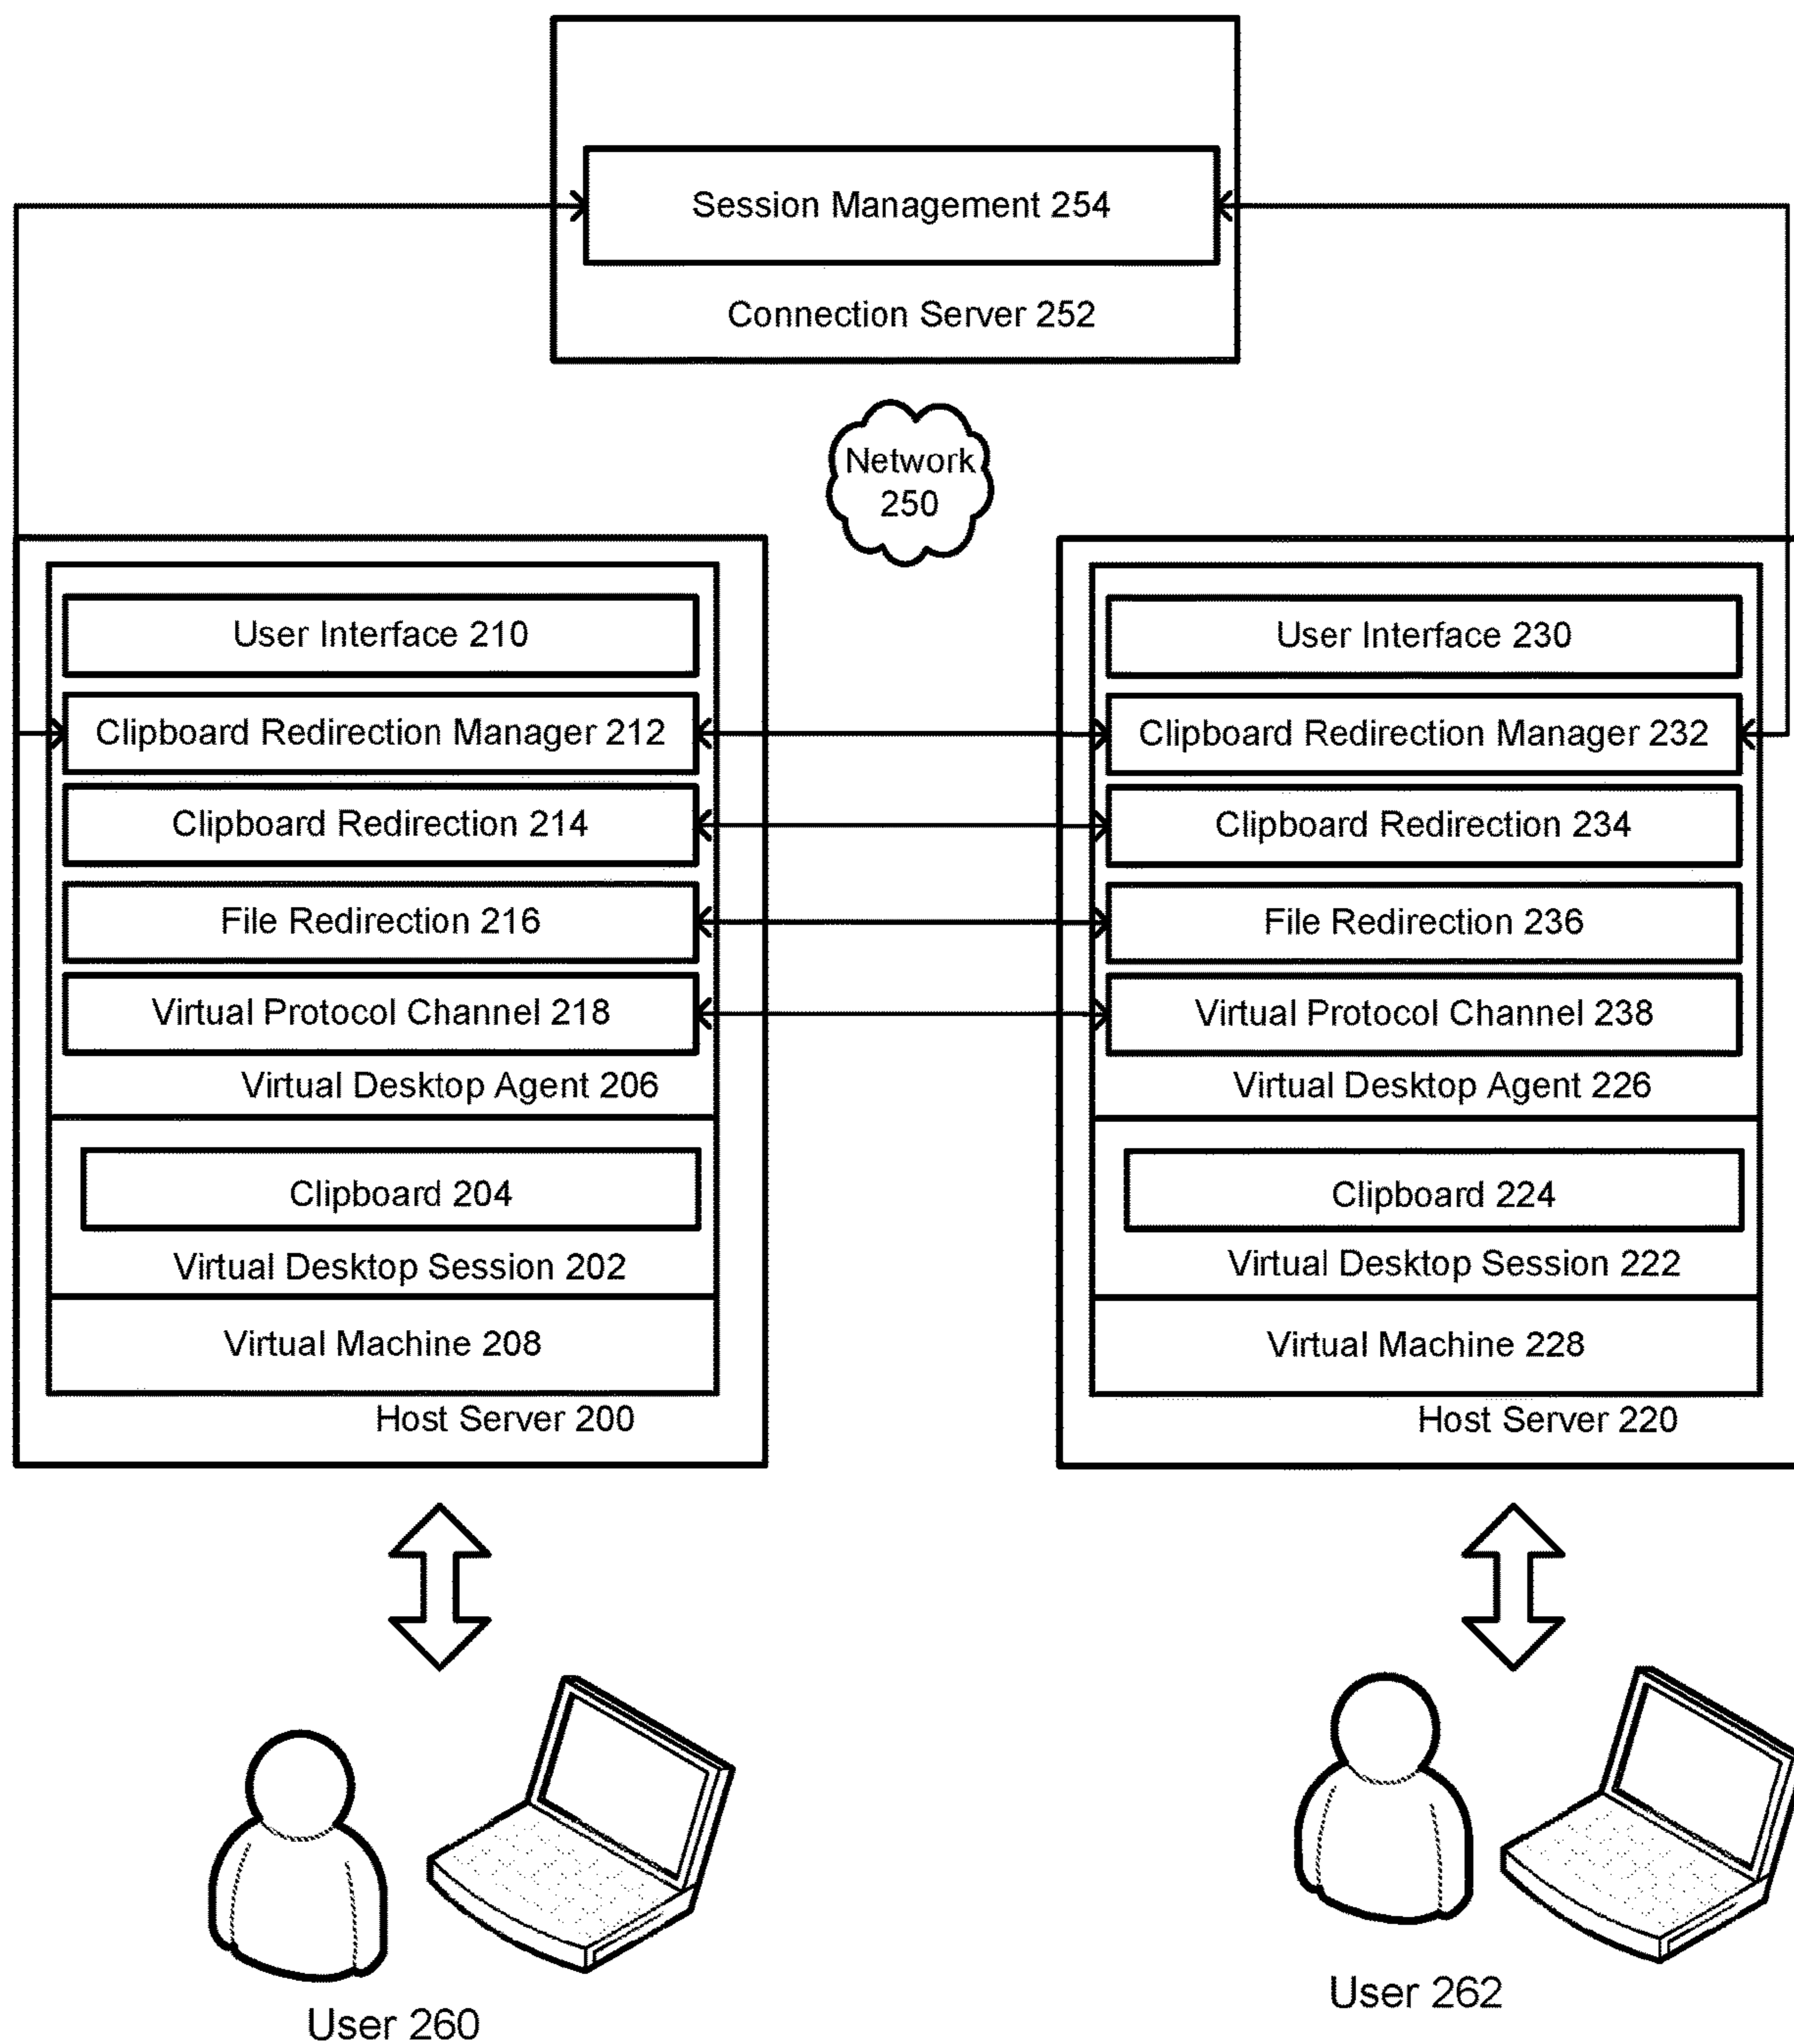 Session Management 254
Connection Server 252
Network
250
User Interface 210
Clipboard Redirection Manager 212
Clipboard Redirection 214
File Redirection 216
Virtual Protocol Channel 218
Virtual Desktop Agent 206
Clipboard 204
Virtual Desktop Session 202
Virtual Machine 208
Host Server 200
User Interface 230
Clipboard Redirection Manager 232
Clipboard Redirection 234
File Redirection 236
Virtual Protocol Channel 238
Virtual Desktop Agent 226
Clipboard 224
Virtual Desktop Session 222
Virtual Machine 228
Host Server 220
User 260
User 262